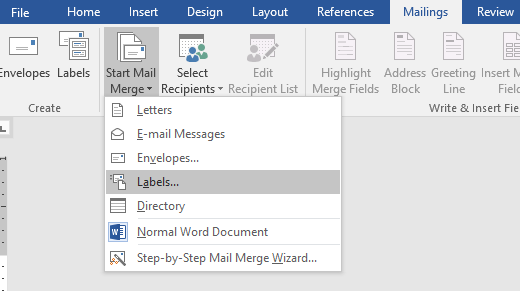 File Home Insert Design Layout References Mailings Review
Envelopes Labels Start Mail Merge Select Recipients Edit Recipient List Highlight Merge Fields Address Block Greeting Line Insert M
Create Write & Insert Fie
Letters
E-mail Messages
Envelopes...
Labels...
Directory
Normal Word Document
Step-by-Step Mail Merge Wizard...